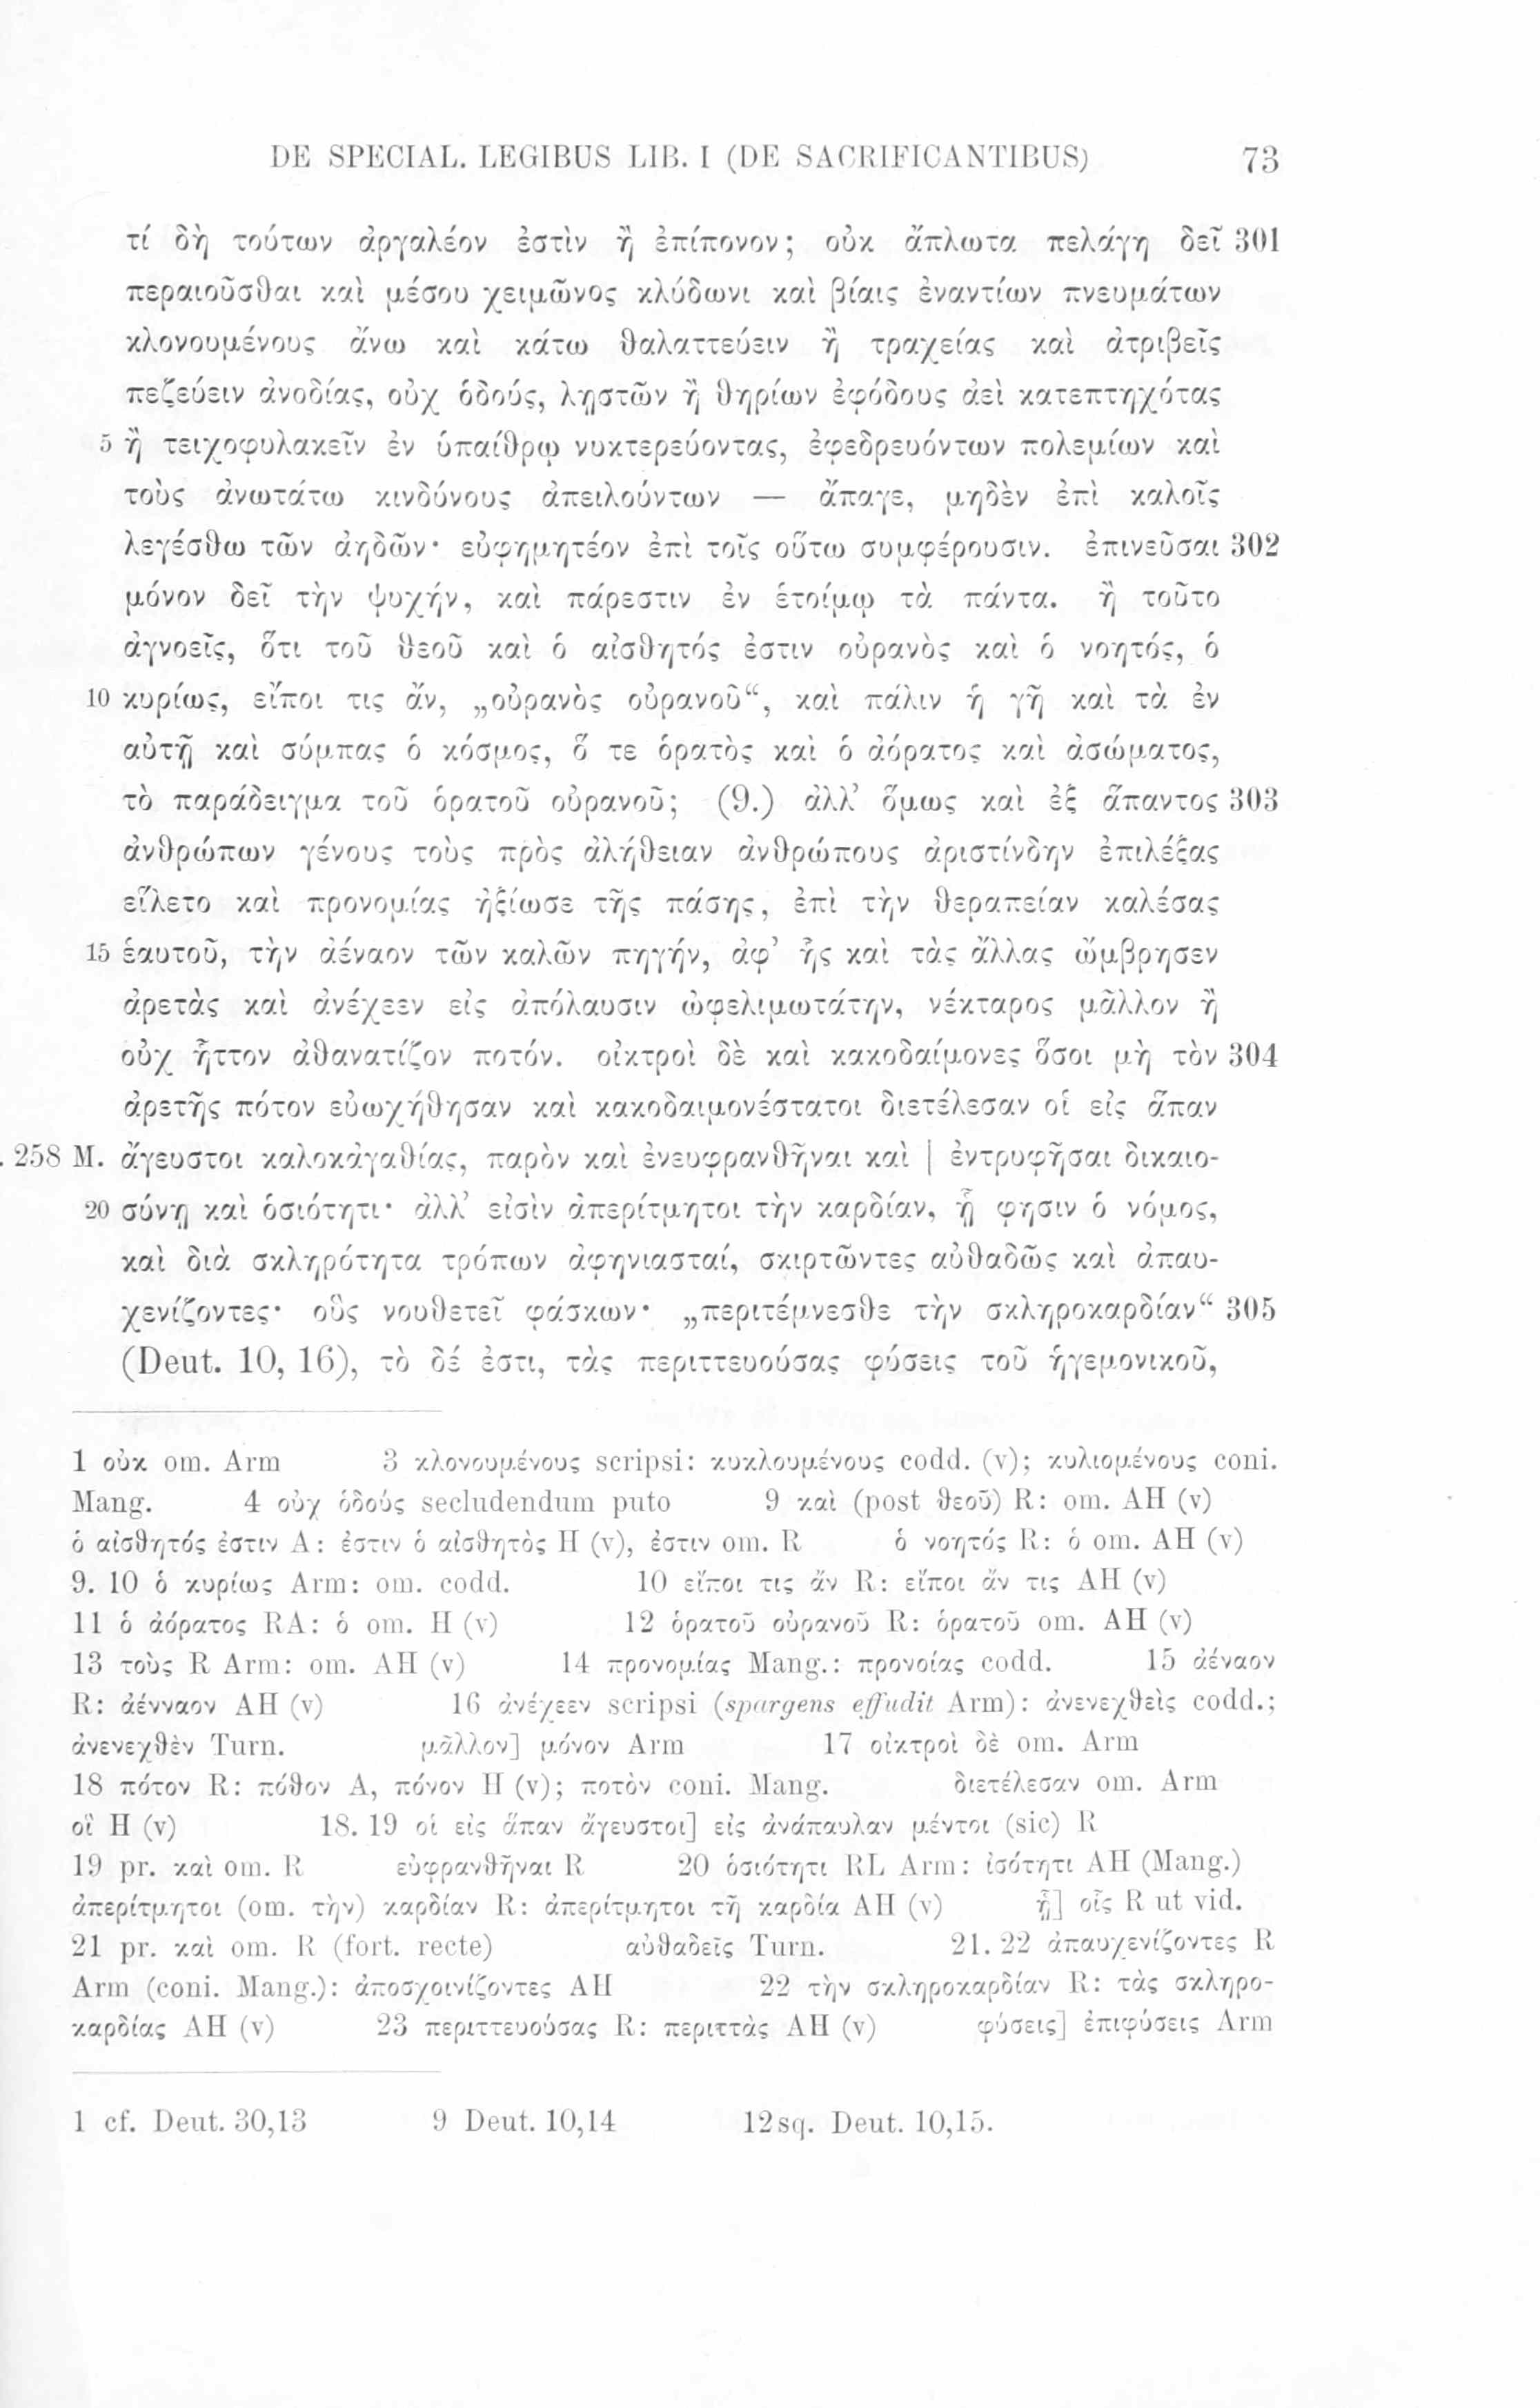 DE SPECIAL. LEGIBUS LIB. I (DE SACRIFICANTIBUS) 73
τί δὴ τούτων ἀργαλέον ἐστὶν ἢ ἐπίπονον; οὐκ ἄπλωτα πελάγη δεῖ 301
περαιοῦσθαι καὶ μέσου χειμῶνος κλύδωνι καὶ βίαις ἐναντίων πνευμάτων
κλονουμένους ἄνω καὶ κάτω θαλαττεύειν ἢ τραχείας καὶ ἀτριβεῖς
πεζεύειν ἀνοδίας, οὐχ ὁδούς, λῃστῶν ἢ θηρίων ἐφόδους ἀεὶ κατεπτηχότας
5 ἢ τειχοφυλακεῖν ἐν ὑπαίθρῳ νυκτερεύοντας, ἐφεδρευόντων πολεμίων καὶ
τοὺς ἀνωτάτω κινδύνους ἀπειλούντων — ἄπαγε, μηδὲν ἐπὶ καλοῖς
λεγέσθω τῶν ἀηδῶν· εὐφημητέον ἐπὶ τοῖς οὕτω συμφέρουσιν. ἐπινεῦσαι 302
μόνον δεῖ τὴν ψυχήν, καὶ πάρεστιν ἐν ἑτοίμῳ τὰ πάντα. ἢ τοῦτο
ἀγνοεῖς, ὅτι τοῦ θεοῦ καὶ ὁ αἰσθητός ἐστιν οὐρανὸς καὶ ὁ νοητός, ὁ
10 κυρίως, εἴποι τις ἄν, „οὐρανὸς οὐρανοῦ“, καὶ πάλιν ἡ γῆ καὶ τὰ ἐν
αὐτῇ καὶ σύμπας ὁ κόσμος, ὅ τε ὁρατὸς καὶ ὁ ἀόρατος καὶ ἀσώματος,
τὸ παράδειγμα τοῦ ὁρατοῦ οὐρανοῦ; (9.) ἀλλ’ ὅμως καὶ ἐξ ἅπαντος 303
ἀνθρώπων γένους τοὺς πρὸς ἀλήθειαν ἀνθρώπους ἀριστίνδην ἐπιλέξας
εἵλετο καὶ προνομίας ἠξίωσε τῆς πάσης, ἐπὶ τὴν θεραπείαν καλέσας
15 ἑαυτοῦ, τὴν ἀέναον τῶν καλῶν πηγήν, ἀφ’ ἧς καὶ τὰς ἄλλας ὤμβρησεν
ἀρετὰς καὶ ἀνέχεεν εἰς ἀπόλαυσιν ὠφελιμωτάτην, νέκταρος μᾶλλον ἢ
οὐχ ἧττον ἀθανατίζον ποτόν. οἰκτροὶ δὲ καὶ κακοδαίμονες ὅσοι μὴ τὸν 304
ἀρετῆς πότον εὐωχήθησαν καὶ κακοδαιμονέστατοι διετέλεσαν οἱ εἰς ἅπαν
. 258 M. ἄγευστοι καλοκἀγαθίας, παρὸν καὶ ἐνευφρανθῆναι καὶ | ἐντρυφῆσαι δικαιο-
20 σύνῃ καὶ ὁσιότητι· ἀλλ’ εἰσὶν ἀπερίτμητοι τὴν καρδίαν, ᾗ φησιν ὁ νόμος,
καὶ διὰ σκληρότητα τρόπων ἀφηνιασταί, σκιρτῶντες αὐθαδῶς καὶ ἀπαυ-
χενίζοντες· οὓς νουθετεῖ φάσκων· „περιτέμνεσθε τὴν σκληροκαρδίαν“ 305
(Deut. 10, 16), τὸ δέ ἐστι, τὰς περιττευούσας φύσεις τοῦ ἡγεμονικοῦ,
1 οὐκ om. Arm 3 κλονουμένους scripsi: κυκλουμένους codd. (v); κυλιομένους coni.
Mang. 4 οὐχ ὁδούς secludendum puto 9 καὶ (post θεοῦ) R: om. AH (v)
ὁ αἰσθητός ἐστιν A: ἐστιν ὁ αἰσθητὸς H (v), ἐστιν om. R ὁ νοητός R: ὁ om. AH (v)
9. 10 ὁ κυρίως Arm: om. codd. 10 εἴποι τις ἄν R: εἴποι ἄν τις AH (v)
11 ὁ ἀόρατος RA: ὁ om. H (v) 12 ὁρατοῦ οὐρανοῦ R: ὁρατοῦ om. AH (v)
13 τοὺς R Arm: om. AH (v) 14 προνομίας Mang.: προνοίας codd. 15 ἀέναον
R: ἀένναον AH (v) 16 ἀνέχεεν scripsi (spargens effudit Arm): ἀνενεχθεὶς codd.;
ἀνενεχθὲν Turn. μᾶλλον] μόνον Arm 17 οἰκτροὶ δὲ om. Arm
18 πότον R: πόθον A, πόνον H (v); ποτὸν coni. Mang. διετέλεσαν om. Arm
οἳ H (v) 18. 19 οἱ εἰς ἅπαν ἄγευστοι] εἰς ἀνάπαυλαν μέντοι (sic) R
19 pr. καὶ om. R εὐφρανθῆναι R 20 ὁσιότητι RL Arm: ἰσότητι AH (Mang.)
ἀπερίτμητοι (om. τὴν) καρδίαν R: ἀπερίτμητοι τῇ καρδίᾳ AH (v) ᾗ] οἷς R ut vid.
21 pr. καὶ om. R (fort. recte) αὐθαδεῖς Turn. 21. 22 ἀπαυχενίζοντες R
Arm (coni. Mang.): ἀποσχοινίζοντες AH 22 τὴν σκληροκαρδίαν R: τὰς σκληρο-
καρδίας AH (v) 23 περιττευούσας R: περιττὰς AH (v) φύσεις] ἐπιφύσεις Arm
1 cf. Deut. 30,13 9 Deut. 10,14 12 sq. Deut. 10,15.